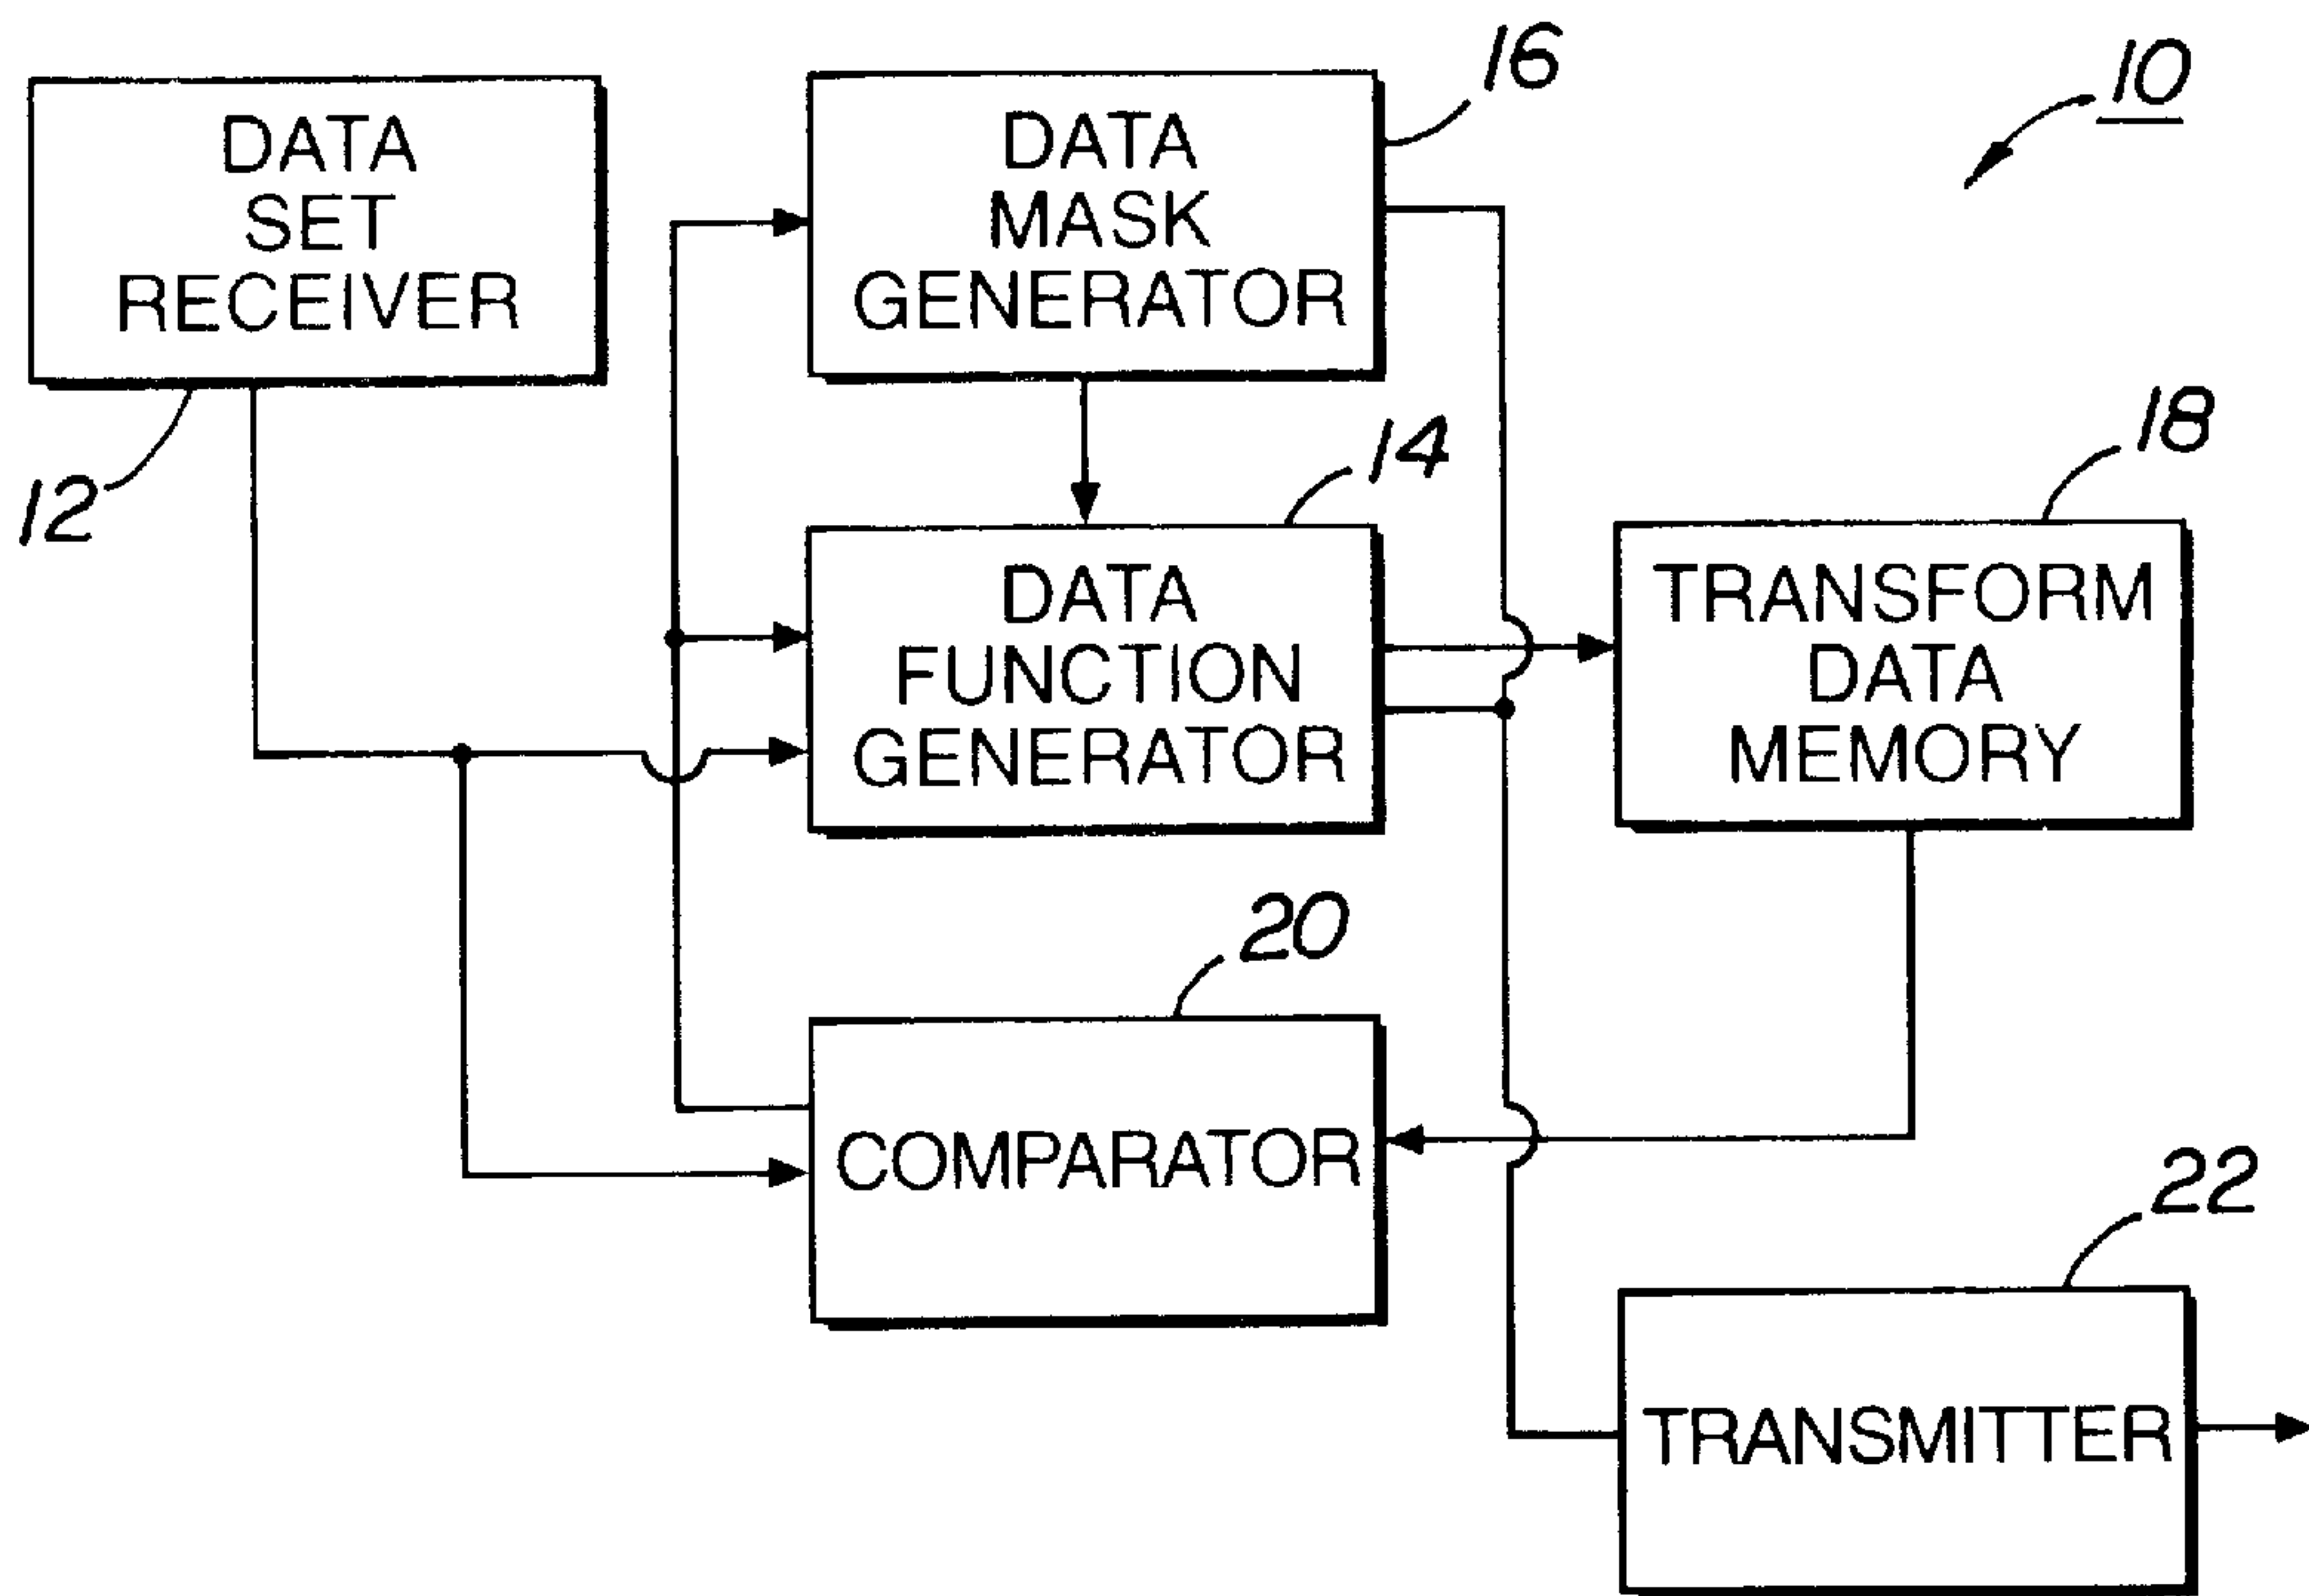 16
10
DATA
SET
RECEIVER
12
DATA
MASK
GENERATOR
14
18
DATA
FUNCTION
GENERATOR
TRANSFORM
DATA
MEMORY
20
COMPARATOR
22
TRANSMITTER